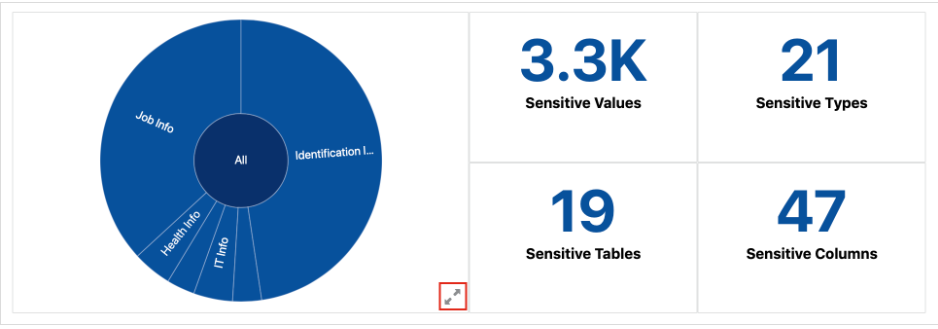 Job Info
All
Identification I...
Health Info
IT Info
3.3K
Sensitive Values
21
Sensitive Types
19
Sensitive Tables
47
Sensitive Columns